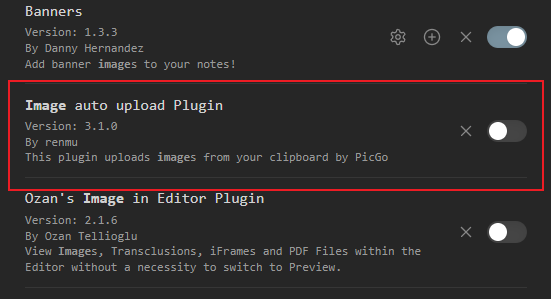 Banners
Version: 1.3.3
By Danny Hernandez
Add banner images to your notes!
Image auto upload Plugin
Version: 3.1.0
By renmu
This plugin uploads images from your clipboard by PicGo
Ozan's Image in Editor Plugin
Version: 2.1.6
By Ozan Tellioglu
View Images, Transclusions, iFrames and PDF Files within the
Editor without a necessity to switch to Preview.